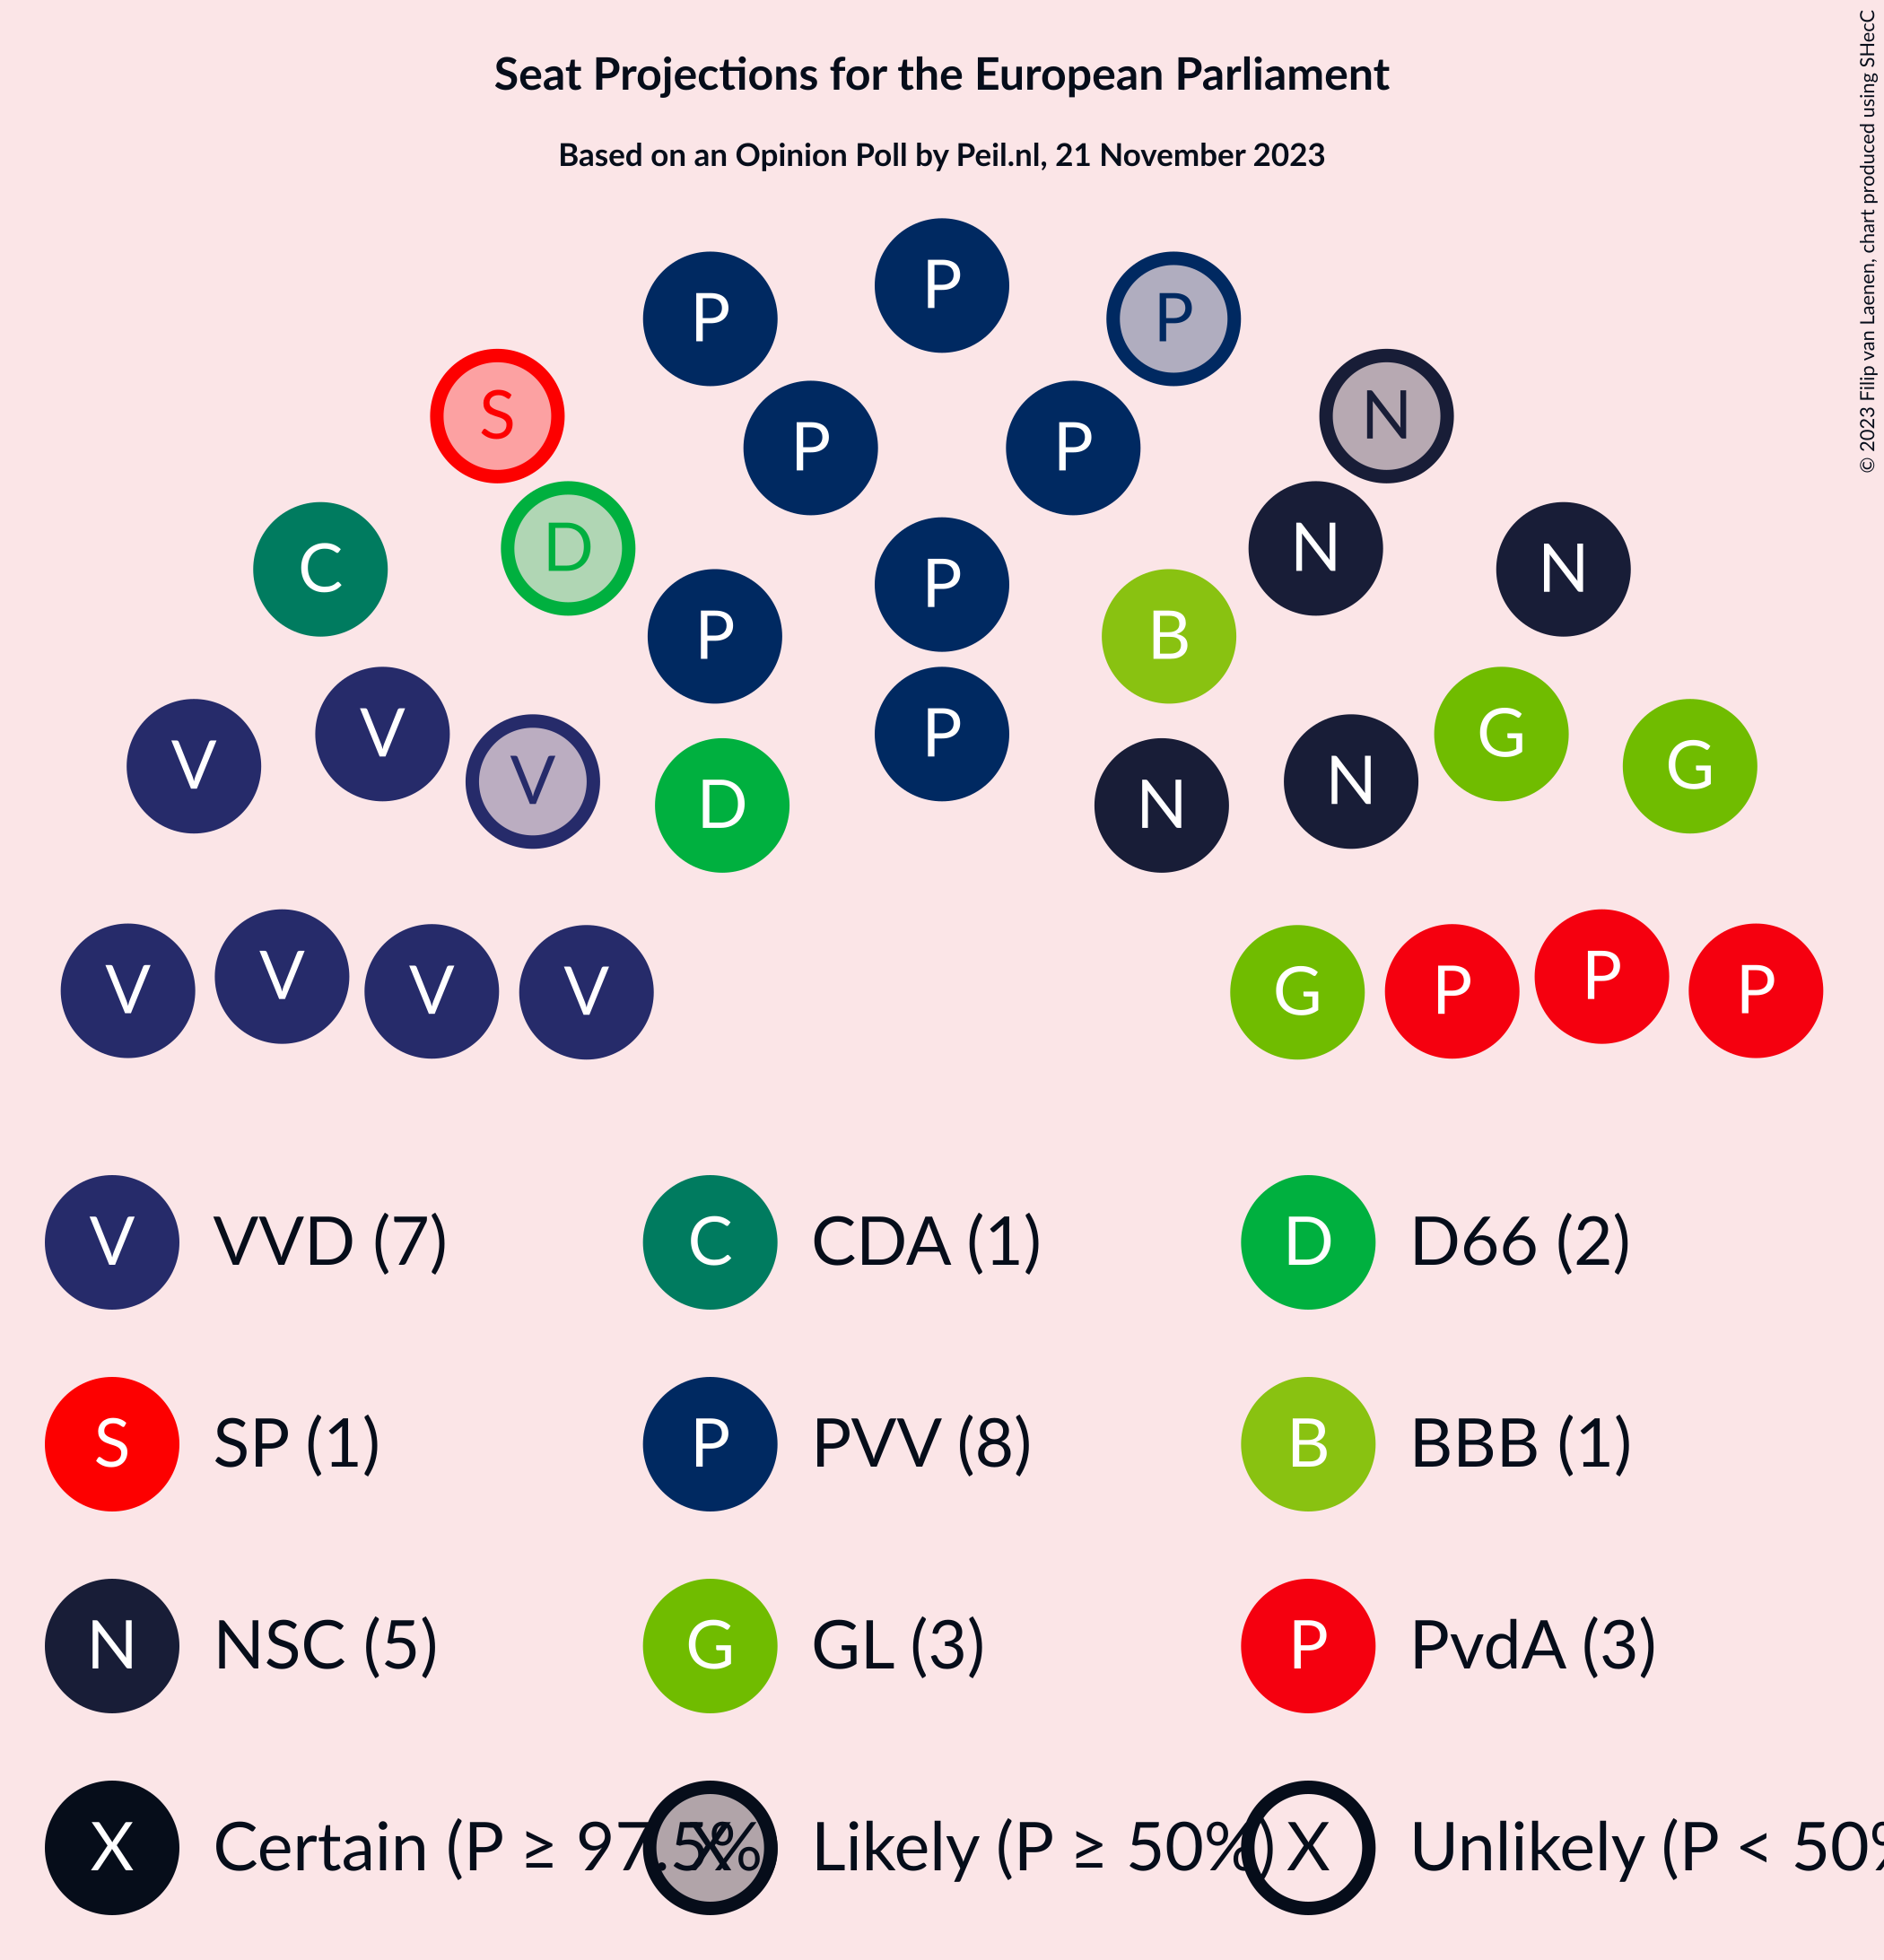 Seat Projections for the European Parliament
Based on an Opinion Poll by Peil.nl, 21 November 2023
© 2023 Filip van Laenen, chart produced using SHecC
P
P P
S N
P P
D N
C N
P
P B
V P G
V G
V N
D N
V V
V V G P
P P
V VVD (7) C CDA (1) D D66 (2)
S SP (1) P PVV (8) B BBB (1)
N NSC (5) G GL (3) P PvdA (3)
X Certain (P ≥ 97.5% X Likely (P ≥ 50%) X Unlikely (P < 50%